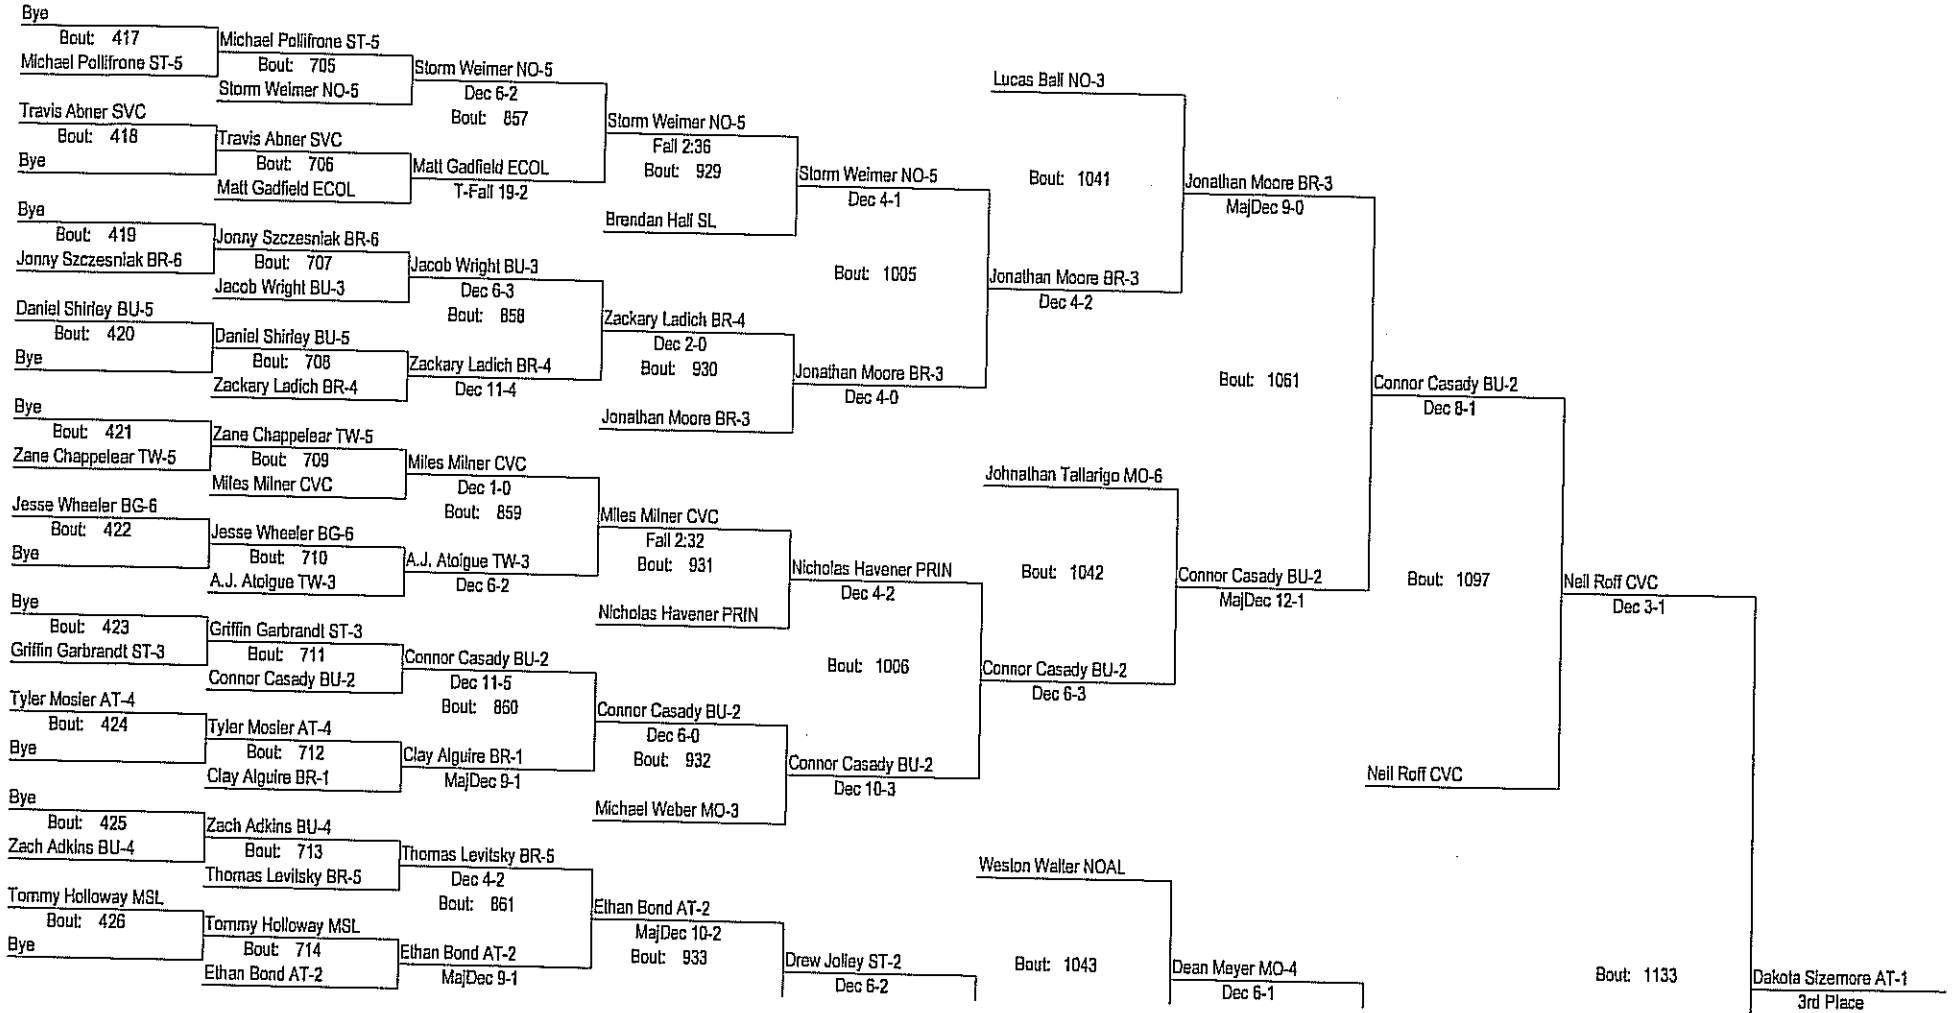 Bye
Bout: 417
Michael Pollifrone ST-5
Travis Abner SVC
Bout: 418
Bye
Bye
Bout: 419
Jonny Szczesniak BR-6
Daniel Shirley BU-5
Bout: 420
Bye
Bye
Bout: 421
Zane Chappelear TW-5
Jesse Wheeler BG-6
Bout: 422
Bye
Bye
Bout: 423
Griffin Garbrandt ST-3
Tyler Mosier AT-4
Bout: 424
Bye
Bye
Bout: 425
Zach Adkins BU-4
Tommy Holloway MSL
Bout: 426
Bye
Michael Pollifrone ST-5
Bout: 705
Storm Weimer NO-5
Travis Abner SVC
Bout: 706
Matt Gadfield ECOL
Jonny Szczesniak BR-6
Bout: 707
Jacob Wright BU-3
Daniel Shirley BU-5
Bout: 708
Zackary Ladich BR-4
Zane Chappelear TW-5
Bout: 709
Miles Milner CVC
Jesse Wheeler BG-6
Bout: 710
A.J. Atoigue TW-3
Griffin Garbrandt ST-3
Bout: 711
Connor Casady BU-2
Tyler Mosier AT-4
Bout: 712
Clay Alguire BR-1
Zach Adkins BU-4
Bout: 713
Thomas Levitsky BR-5
Tommy Holloway MSL
Bout: 714
Ethan Bond AT-2
Storm Weimer NO-5
Dec 6-2
Bout: 857
Matt Gadfield ECOL
T-Fall 19-2
Jacob Wright BU-3
Dec 6-3
Bout: 858
Zackary Ladich BR-4
Dec 11-4
Miles Milner CVC
Dec 1-0
Bout: 859
A.J. Atoigue TW-3
Dec 6-2
Connor Casady BU-2
Dec 11-5
Bout: 860
Clay Alguire BR-1
MajDec 9-1
Thomas Levitsky BR-5
Dec 4-2
Bout: 861
Ethan Bond AT-2
MajDec 9-1
Storm Weimer NO-5
Fall 2:36
Bout: 929
Brendan Hall SL
Zackary Ladich BR-4
Dec 2-0
Bout: 930
Jonathan Moore BR-3
Miles Milner CVC
Fall 2:32
Bout: 931
Nicholas Havener PRIN
Connor Casady BU-2
Dec 6-0
Bout: 932
Michael Weber MO-3
Ethan Bond AT-2
MajDec 10-2
Bout: 933
Storm Weimer NO-5
Dec 4-1
Bout: 1005
Jonathan Moore BR-3
Dec 4-0
Nicholas Havener PRIN
Dec 4-2
Bout: 1006
Connor Casady BU-2
Dec 10-3
Drew Jolley ST-2
Dec 6-2
Lucas Ball NO-3
Bout: 1041
Jonathan Moore BR-3
Dec 4-2
Johnathan Tallarigo MO-6
Bout: 1042
Connor Casady BU-2
Dec 6-3
Weslon Walter NOAL
Bout: 1043
Jonathan Moore BR-3
MajDec 9-0
Bout: 1061
Connor Casady BU-2
MajDec 12-1
Dean Meyer MO-4
Dec 6-1
Connor Casady BU-2
Dec 8-1
Bout: 1097
Neil Roff CVC
Neil Roff CVC
Dec 3-1
Bout: 1133
Dakota Sizemore AT-1
3rd Place